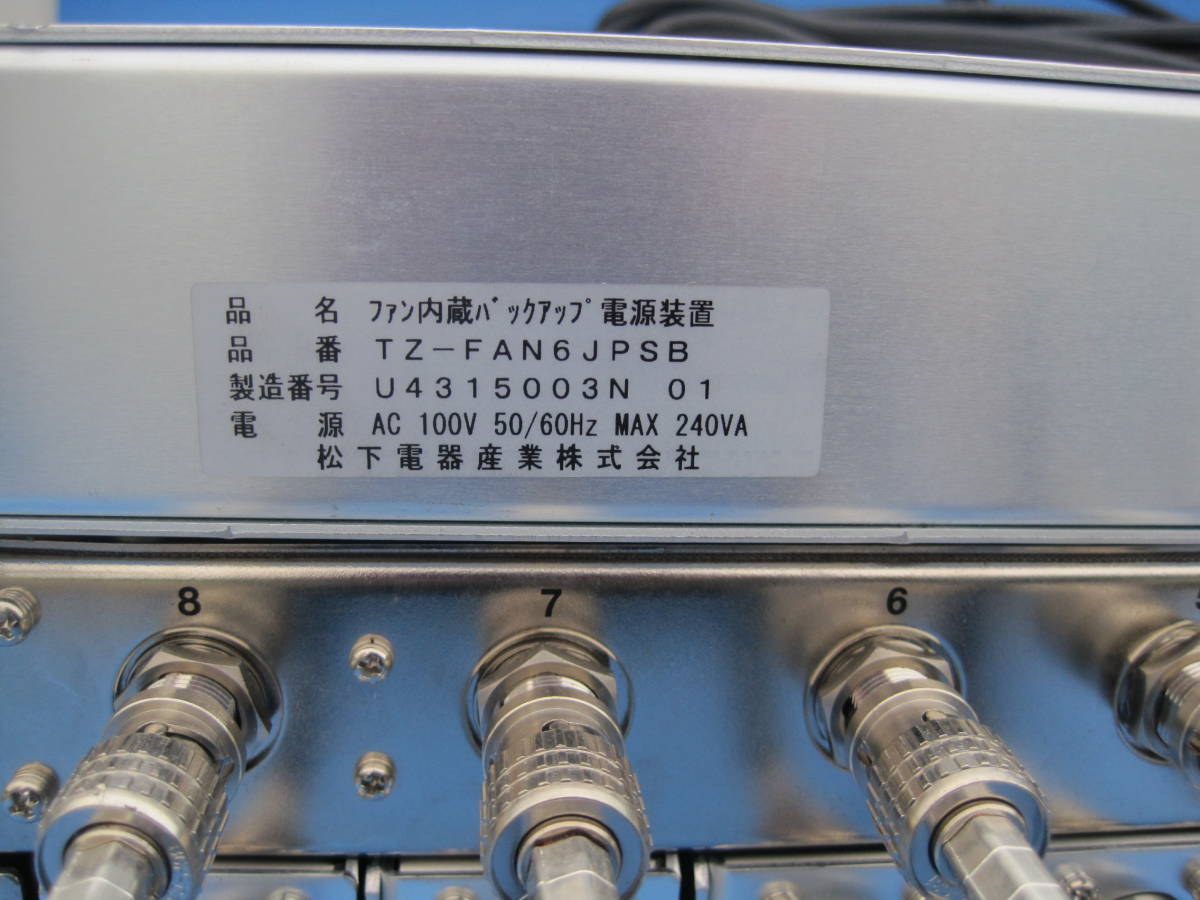 品　　名 ﾌｧﾝ内蔵ﾊﾞｯｸｱｯﾌﾟ電源装置
品　　番 ＴＺ－ＦＡＮ６ＪＰＳＢ
製造番号 Ｕ４３１５００３Ｎ ０１
電　　源 AC 100V 50/60Hz MAX 240VA
松下電器産業株式会社
8 7 6